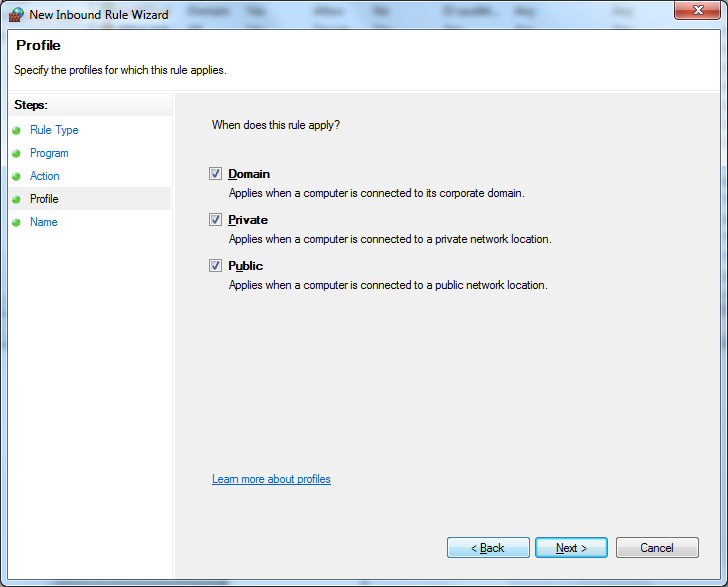 New Inbound Rule Wizard
Profile
Specify the profiles for which this rule applies.
Steps:
Rule Type
Program
Action
Profile
Name
When does this rule apply?
Domain
Applies when a computer is connected to its corporate domain.
Private
Applies when a computer is connected to a private network location.
Public
Applies when a computer is connected to a public network location.
Learn more about profiles
< Back
Next >
Cancel